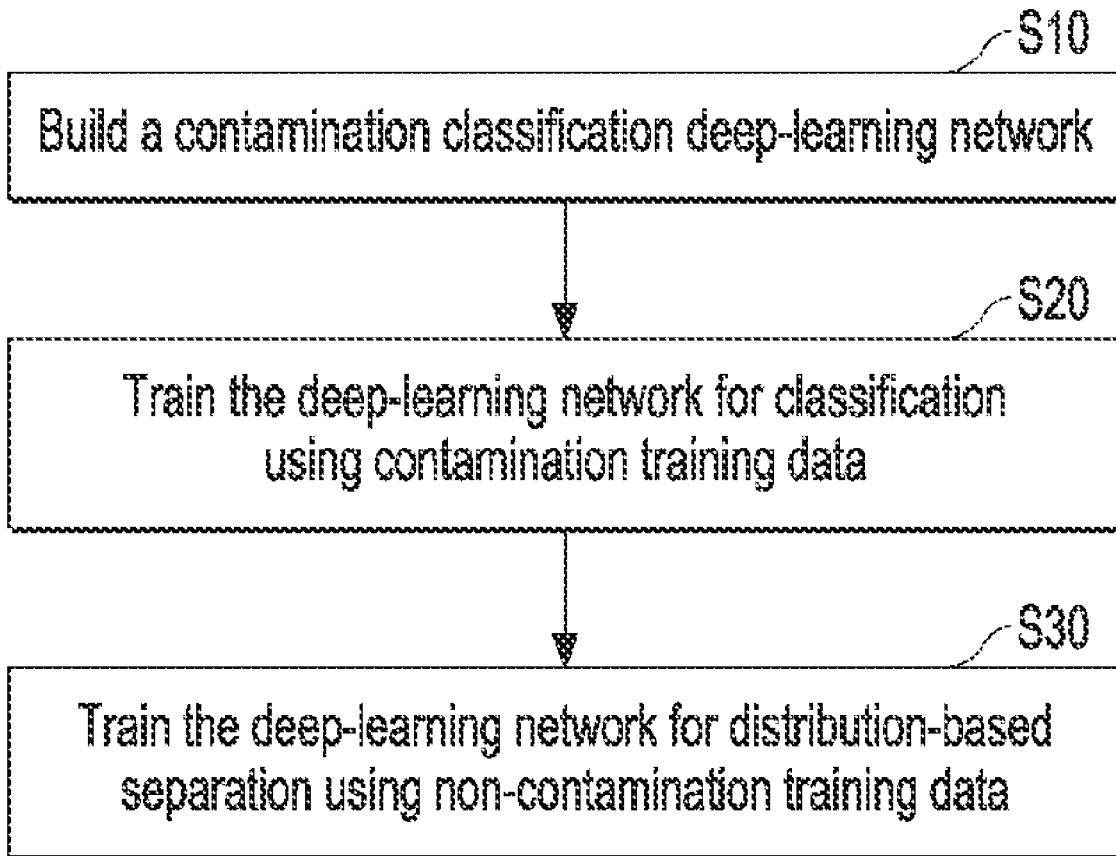 S10
Build a contamination classification deep-learning network
S20
Train the deep-learning network for classification
using contamination training data
S30
Train the deep-learning network for distribution-based
separation using non-contamination training data